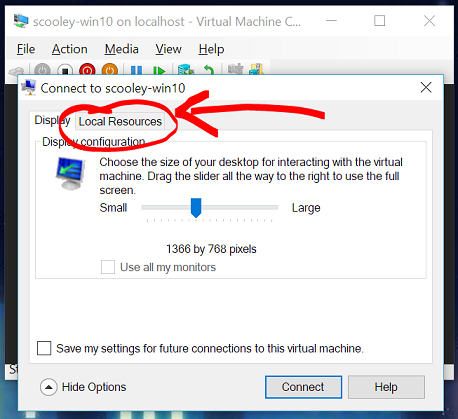 scooley-win10 on localhost - Virtual Machine C...
File Action Media View Help
Connect to scooley-win10
Display Local Resources
Display configuration
Choose the size of your desktop for interacting with the virtual
machine. Drag the slider all the way to the right to use the full
screen.
Small Large
1366 by 768 pixels
Use all my monitors
Save my settings for future connections to this virtual machine.
Hide Options Connect Help